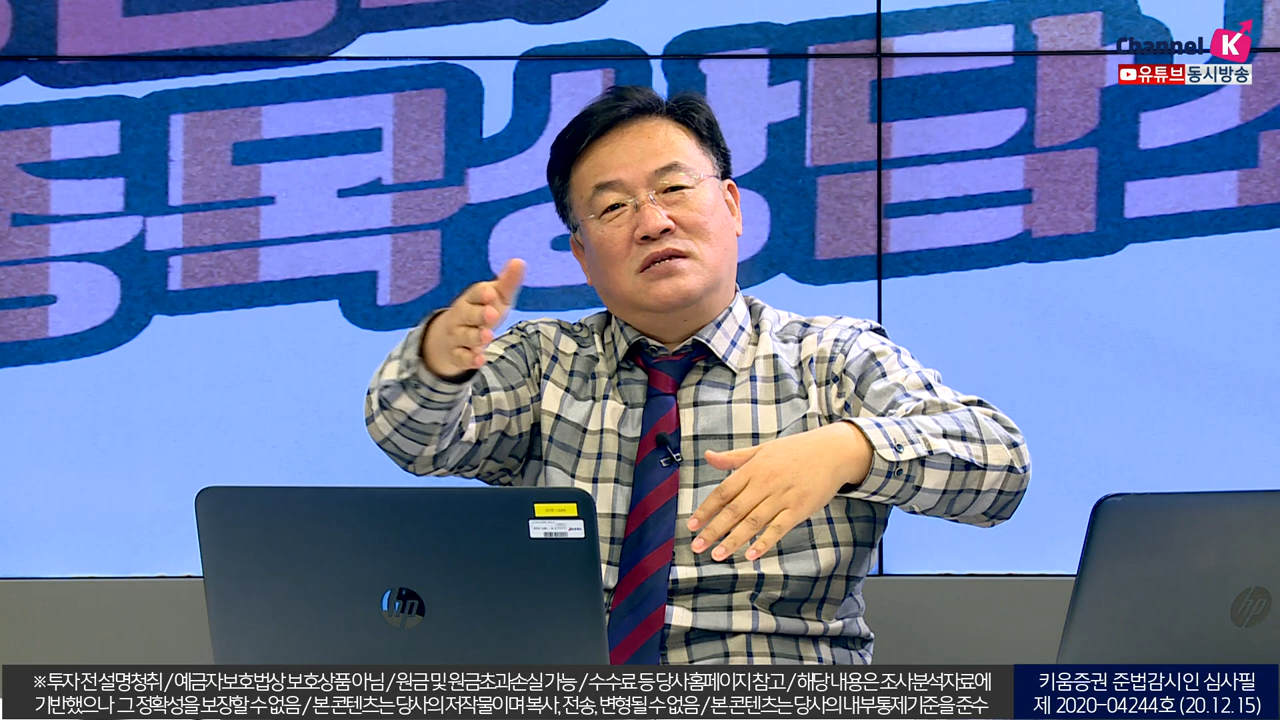 Channel K
유튜브동시방송
종목상담소
hp
hp
※ 투자 전 설명청취 / 예금자보호법상 보호상품 아님 / 원금 및 원금초과손실 가능 / 수수료 등 당사홈페이지 참고 / 해당 내용은 조사분석자료에
기반했으나 그 정확성을 보장할 수 없음 / 본 콘텐츠는 당사의 저작물이며 복사, 전송, 변형될 수 없음 / 본 콘텐츠는 당사의 내부통제기준을 준수
키움증권 준법감시인 심사필
제 2020-04244호 (20.12.15)